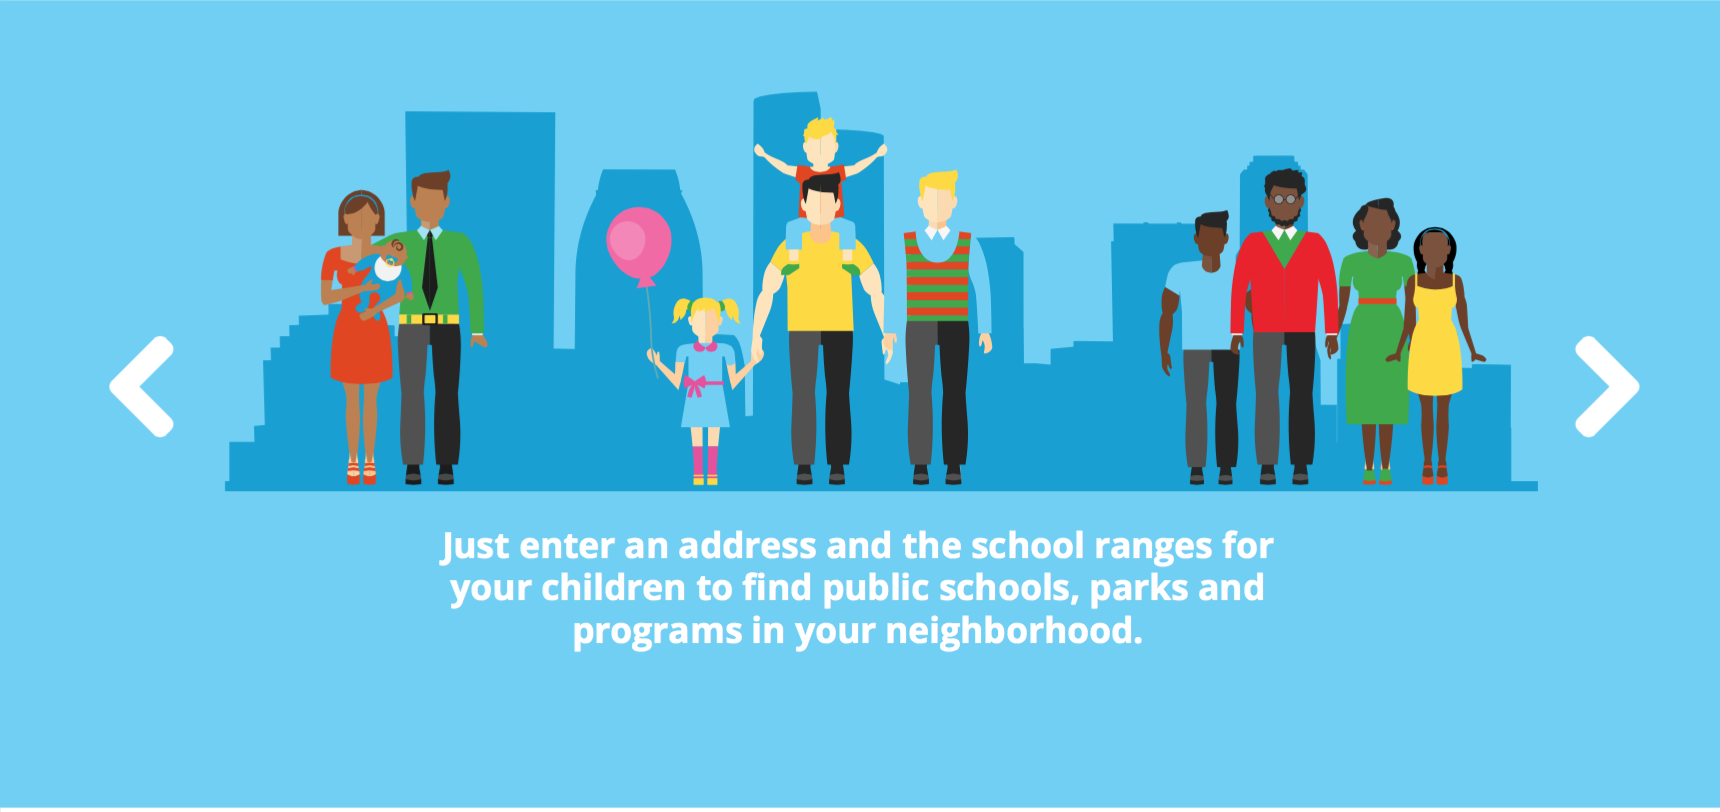 Just enter an address and the school ranges for
your children to find public schools, parks and
programs in your neighborhood.